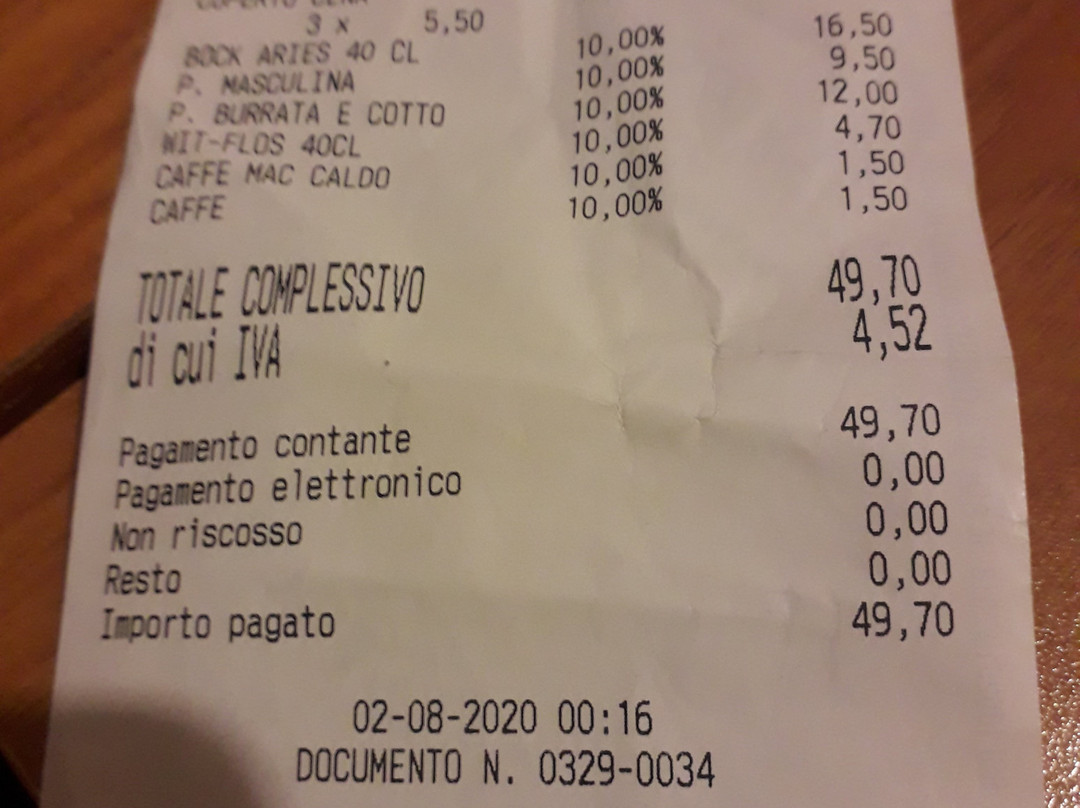 COPERTO CENA
3 x 5,50
BOCK ARIES 40 CL 10,00% 16,50
P. MASCULINA 10,00% 9,50
P. BURRATA E COTTO 10,00% 12,00
WIT-FLOS 40CL 10,00% 4,70
CAFFE MAC CALDO 10,00% 1,50
CAFFE 10,00% 1,50
TOTALE COMPLESSIVO 49,70
di cui IVA 4,52
Pagamento contante 49,70
Pagamento elettronico 0,00
Non riscosso 0,00
Resto 0,00
Importo pagato 49,70
02-08-2020 00:16
DOCUMENTO N. 0329-0034